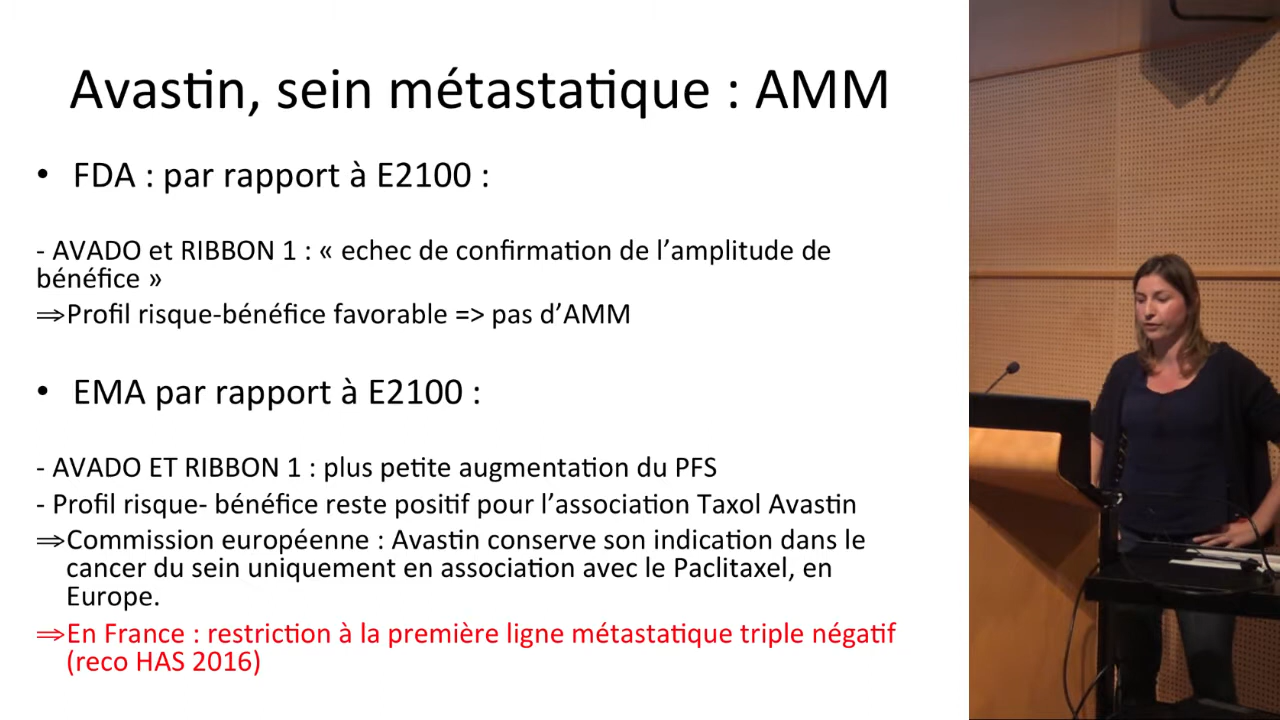 Avastin, sein métastatique : AMM
• FDA : par rapport à E2100 :
- AVADO et RIBBON 1 : « echec de confirmation de l’amplitude de
bénéfice »
⇒Profil risque-bénéfice favorable => pas d’AMM
• EMA par rapport à E2100 :
- AVADO ET RIBBON 1 : plus petite augmentation du PFS
- Profil risque- bénéfice reste positif pour l’association Taxol Avastin
⇒Commission européenne : Avastin conserve son indication dans le
cancer du sein uniquement en association avec le Paclitaxel, en
Europe.
⇒En France : restriction à la première ligne métastatique triple négatif
(reco HAS 2016)